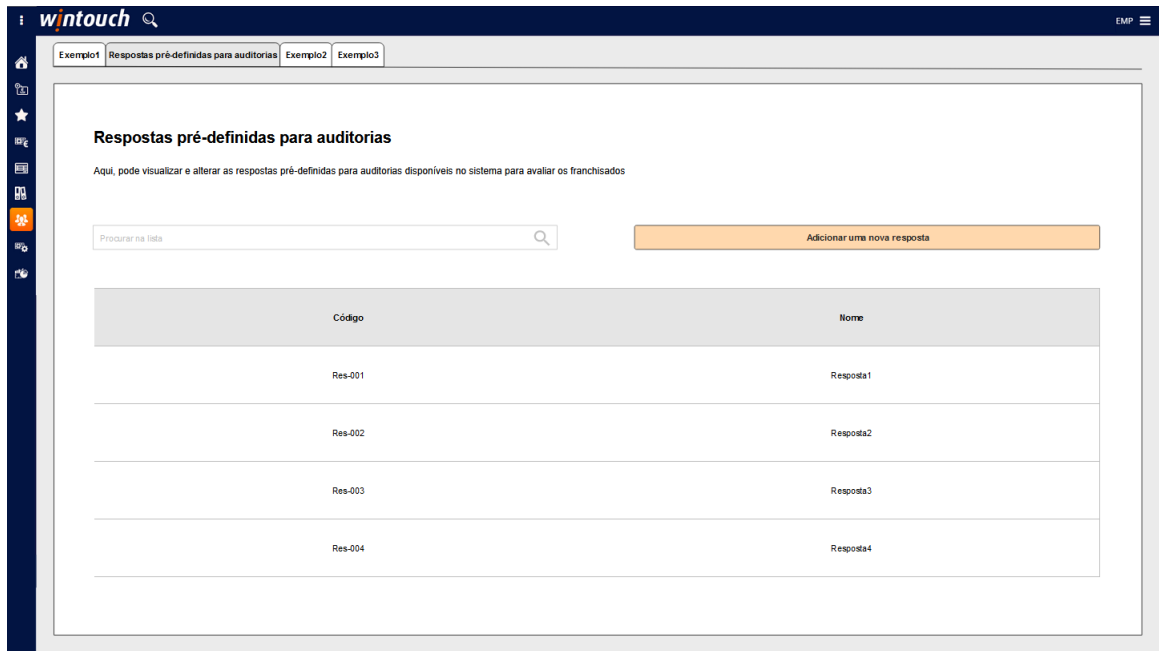 wintouch
EMP
Exemplo1 Respostas pré-definidas para auditorias Exemplo2 Exemplo3
Respostas pré-definidas para auditorias
Aqui, pode visualizar e alterar as respostas pré-definidas para auditorias disponíveis no sistema para avaliar os franchisados
Procurar na lista
Adicionar uma nova resposta
Código Nome
Res-001 Resposta1
Res-002 Resposta2
Res-003 Resposta3
Res-004 Resposta4